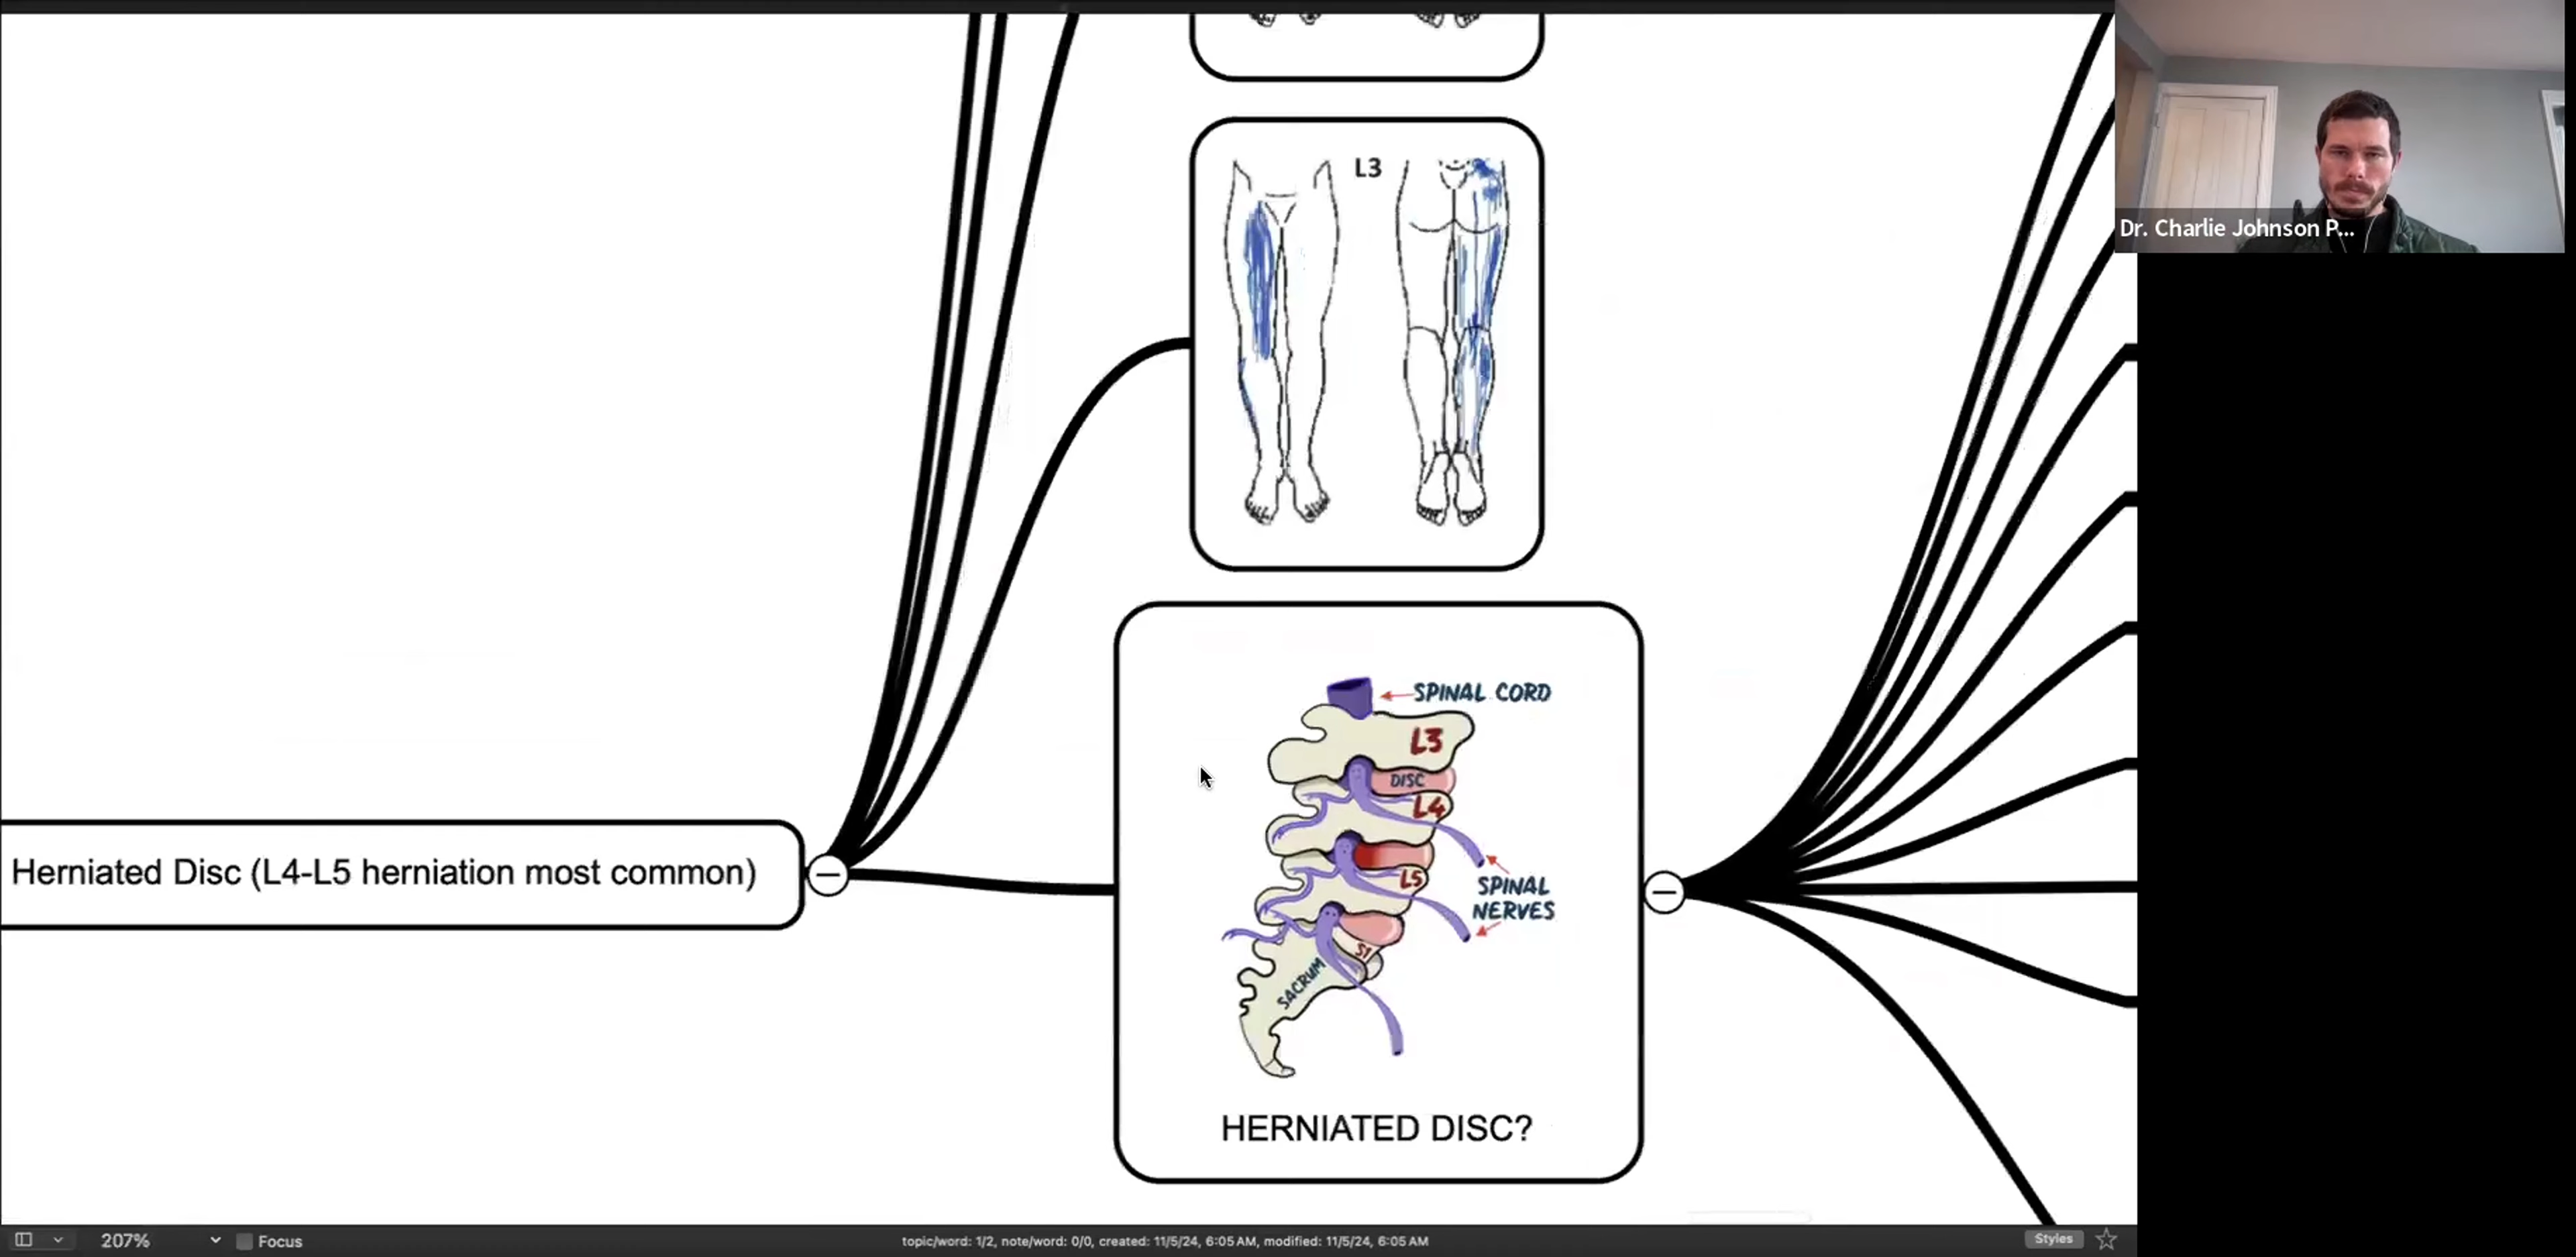 L3
Dr. Charlie Johnson P...
SPINAL CORD
L3
DISC
L4
L5
SPINAL
NERVES
S1
SACRUM
Herniated Disc (L4-L5 herniation most common)
HERNIATED DISC?
207%
Focus
topic/word: 1/2, note/word: 0/0, created: 11/5/24, 6:05 AM, modified: 11/5/24, 6:05 AM
Styles